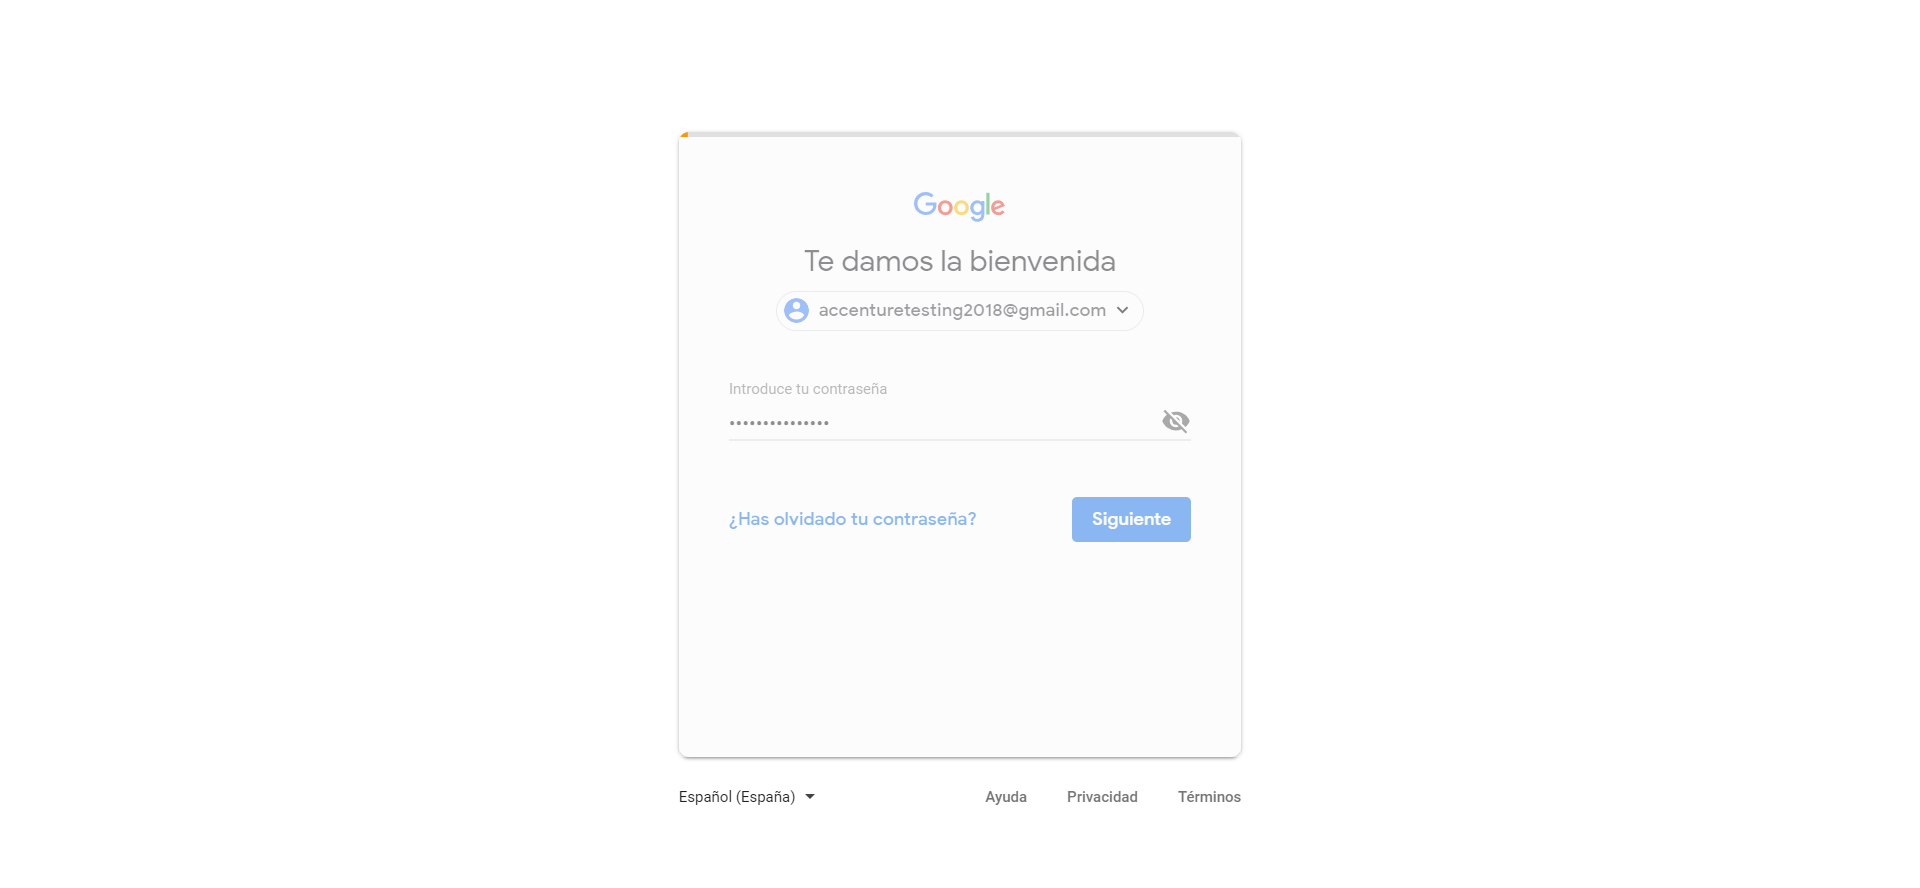 Google
Te damos la bienvenida
accenturetesting2018@gmail.com
Introduce tu contraseña
•••••••••••••••
¿Has olvidado tu contraseña?
Siguiente
Español (España)
Ayuda
Privacidad
Términos